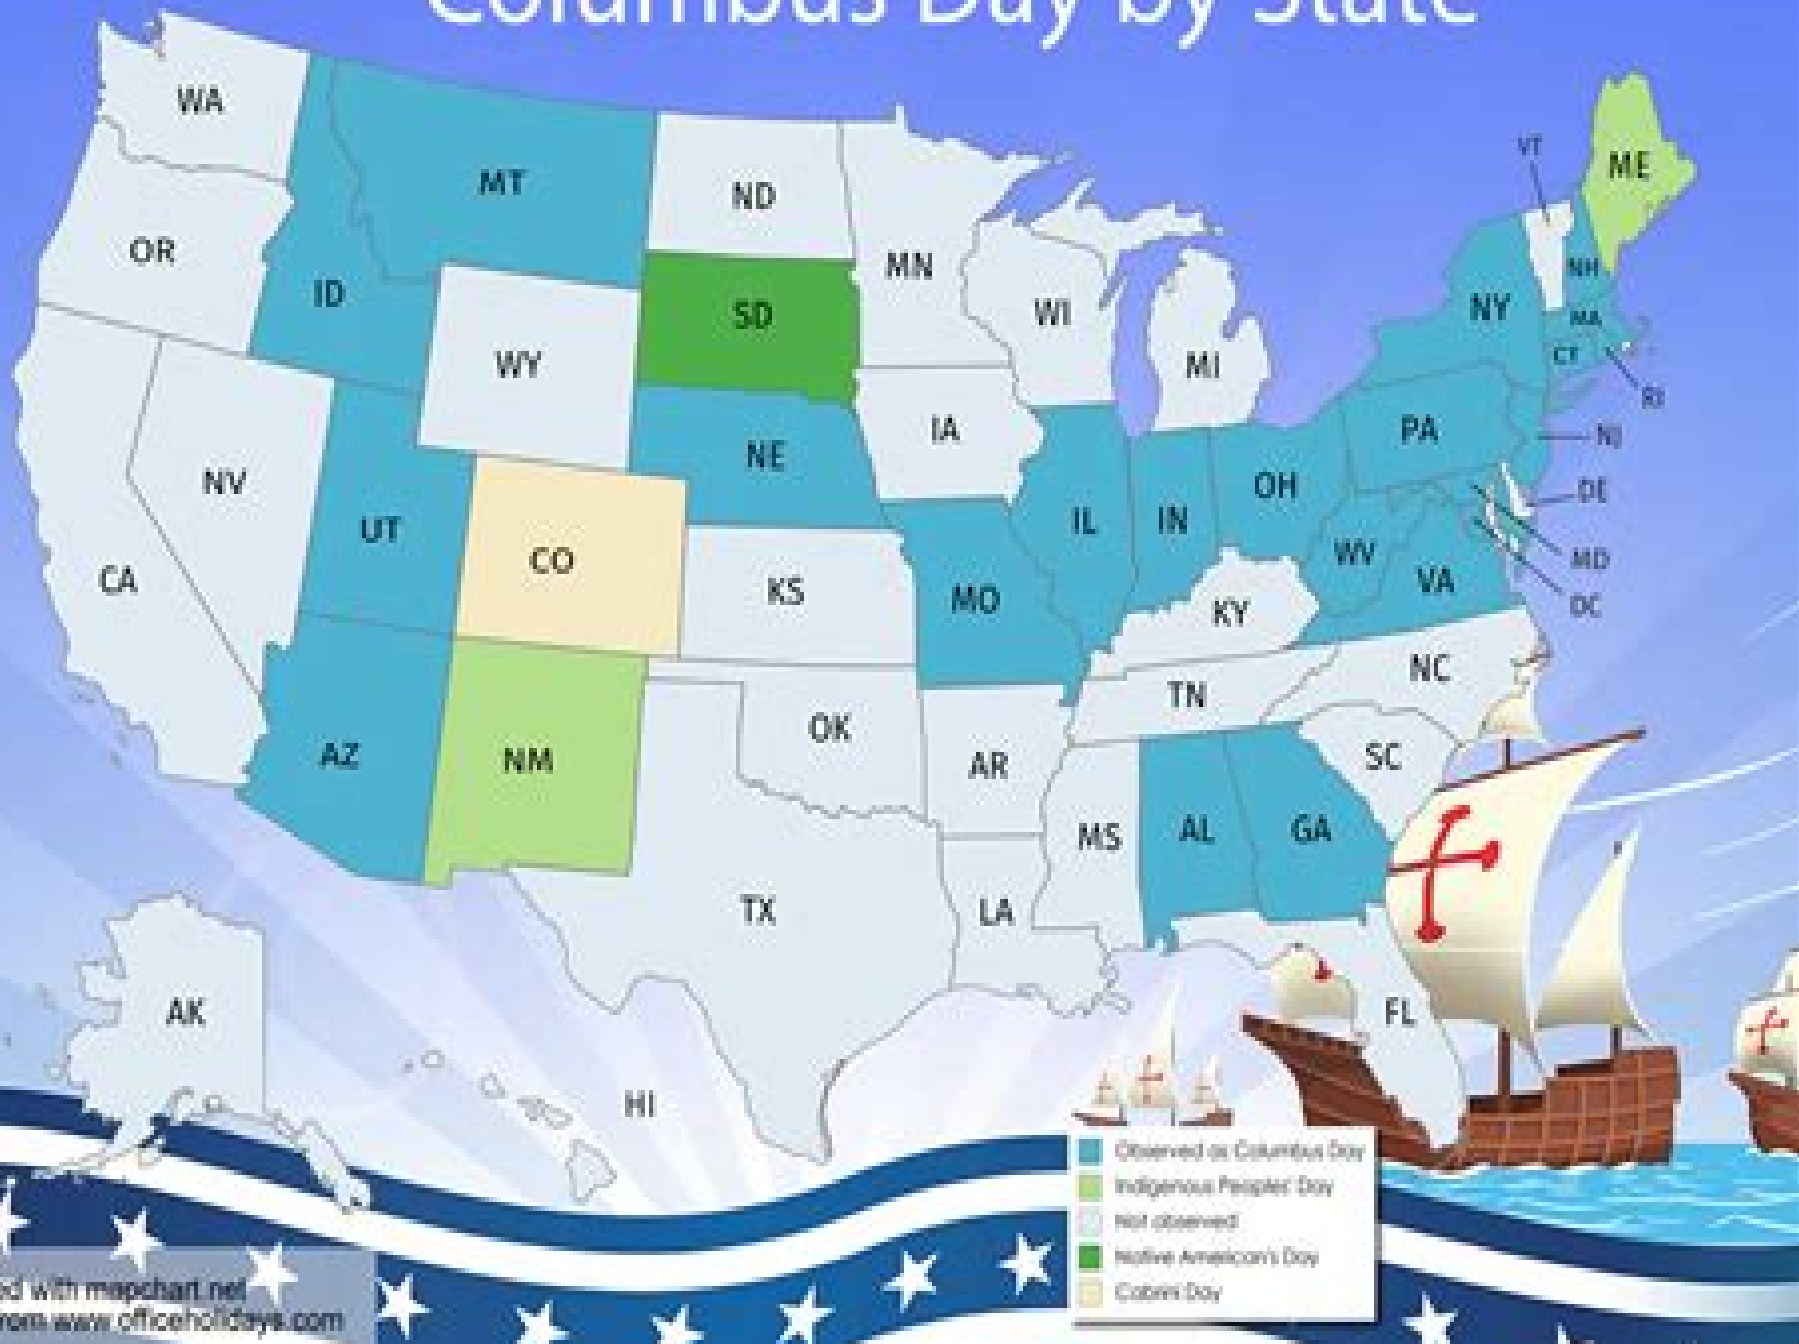 Columbus Day by State
WA
MT
ND
VT
ME
OR
ID
MN
NH
SD
WI
NY
MA
WY
MI
CT
RI
IA
PA
NJ
NE
NV
OH
DE
UT
IL
IN
CO
WV
MD
CA
KS
MO
VA
DC
KY
NC
TN
OK
AZ
NM
AR
SC
MS
AL
GA
TX
LA
AK
FL
HI
Observed as Columbus Day
Indigenous Peoples' Day
Not observed
Native American's Day
Cabrini Day
ed with mapchart.net
rom www.officeholidays.com